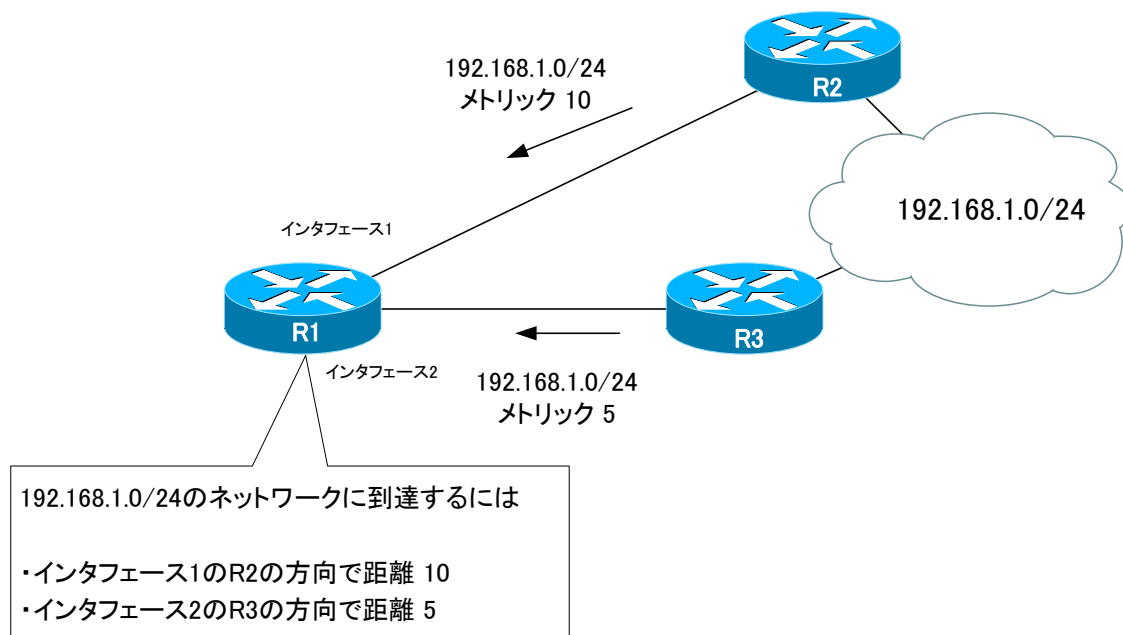 R2
192.168.1.0/24
メトリック 10
192.168.1.0/24
インタフェース1
R1
R3
インタフェース2
192.168.1.0/24
メトリック 5
192.168.1.0/24のネットワークに到達するには
・インタフェース1のR2の方向で距離 10
・インタフェース2のR3の方向で距離 5